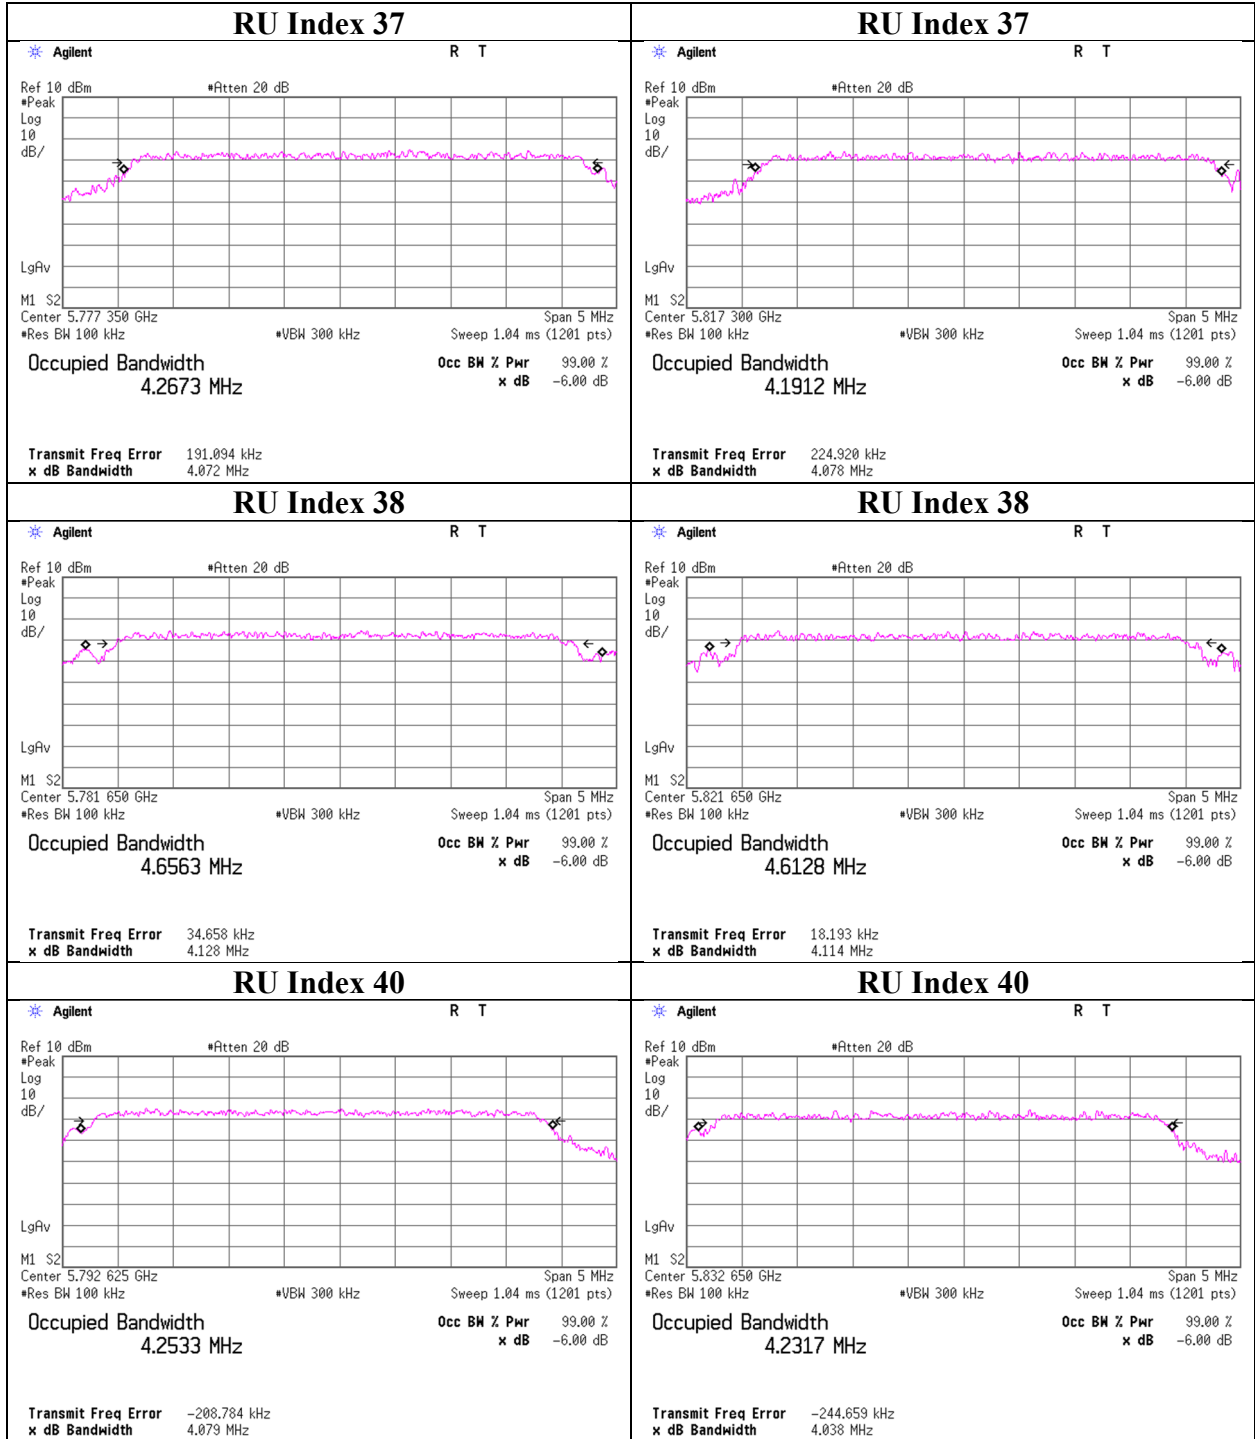 RU Index 37
Agilent
R T
Ref 10 dBm #Atten 20 dB
#Peak
Log
10
dB/
LgAv
M1 S2
Center 5.777 350 GHz Span 5 MHz
#Res BW 100 kHz #VBW 300 kHz Sweep 1.04 ms (1201 pts)
Occupied Bandwidth Occ BW % Pwr 99.00 %
4.2673 MHz x dB -6.00 dB
Transmit Freq Error 191.094 kHz
x dB Bandwidth 4.072 MHz
RU Index 37
Agilent
R T
Ref 10 dBm #Atten 20 dB
#Peak
Log
10
dB/
LgAv
M1 S2
Center 5.817 300 GHz Span 5 MHz
#Res BW 100 kHz #VBW 300 kHz Sweep 1.04 ms (1201 pts)
Occupied Bandwidth Occ BW % Pwr 99.00 %
4.1912 MHz x dB -6.00 dB
Transmit Freq Error 224.920 kHz
x dB Bandwidth 4.078 MHz
RU Index 38
Agilent
R T
Ref 10 dBm #Atten 20 dB
#Peak
Log
10
dB/
LgAv
M1 S2
Center 5.781 650 GHz Span 5 MHz
#Res BW 100 kHz #VBW 300 kHz Sweep 1.04 ms (1201 pts)
Occupied Bandwidth Occ BW % Pwr 99.00 %
4.6563 MHz x dB -6.00 dB
Transmit Freq Error 34.658 kHz
x dB Bandwidth 4.128 MHz
RU Index 38
Agilent
R T
Ref 10 dBm #Atten 20 dB
#Peak
Log
10
dB/
LgAv
M1 S2
Center 5.821 650 GHz Span 5 MHz
#Res BW 100 kHz #VBW 300 kHz Sweep 1.04 ms (1201 pts)
Occupied Bandwidth Occ BW % Pwr 99.00 %
4.6128 MHz x dB -6.00 dB
Transmit Freq Error 18.193 kHz
x dB Bandwidth 4.114 MHz
RU Index 40
Agilent
R T
Ref 10 dBm #Atten 20 dB
#Peak
Log
10
dB/
LgAv
M1 S2
Center 5.792 625 GHz Span 5 MHz
#Res BW 100 kHz #VBW 300 kHz Sweep 1.04 ms (1201 pts)
Occupied Bandwidth Occ BW % Pwr 99.00 %
4.2533 MHz x dB -6.00 dB
Transmit Freq Error -208.784 kHz
x dB Bandwidth 4.079 MHz
RU Index 40
Agilent
R T
Ref 10 dBm #Atten 20 dB
#Peak
Log
10
dB/
LgAv
M1 S2
Center 5.832 650 GHz Span 5 MHz
#Res BW 100 kHz #VBW 300 kHz Sweep 1.04 ms (1201 pts)
Occupied Bandwidth Occ BW % Pwr 99.00 %
4.2317 MHz x dB -6.00 dB
Transmit Freq Error -244.659 kHz
x dB Bandwidth 4.038 MHz